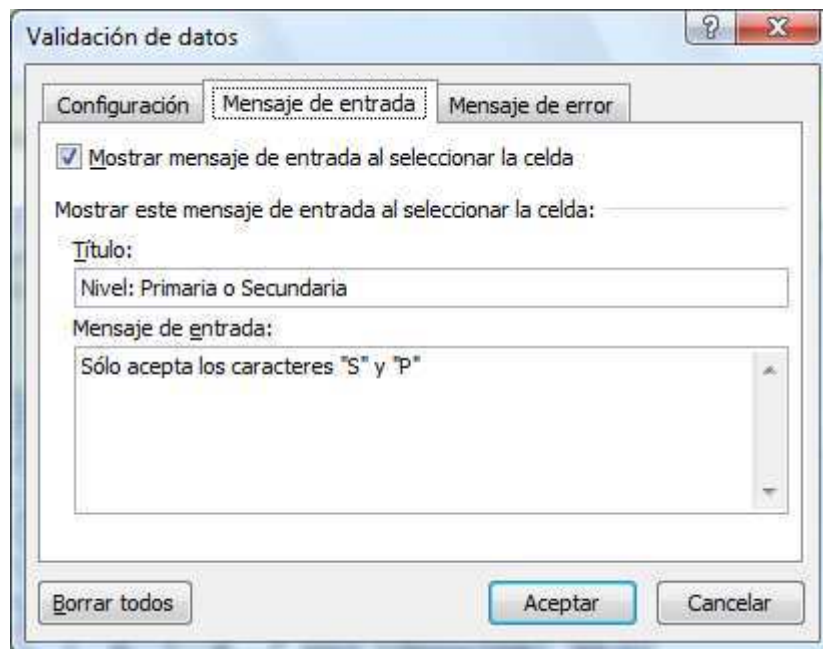 Validación de datos
Configuración Mensaje de entrada Mensaje de error
Mostrar mensaje de entrada al seleccionar la celda
Mostrar este mensaje de entrada al seleccionar la celda:
Título:
Nivel: Primaria o Secundaria
Mensaje de entrada:
Sólo acepta los caracteres "S" y "P"
Borrar todos Aceptar Cancelar